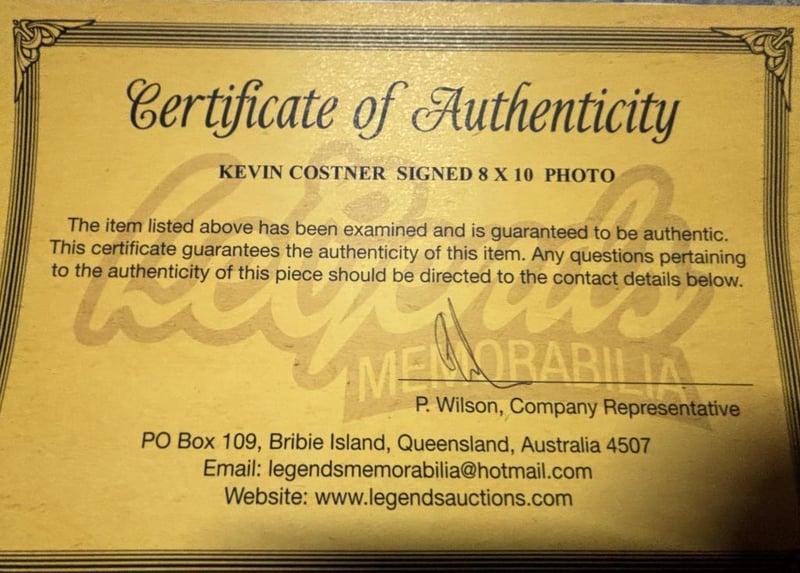 Certificate of Authenticity
KEVIN COSTNER SIGNED 8 X 10 PHOTO
The item listed above has been examined and is guaranteed to be authentic.
This certificate guarantees the authenticity of this item. Any questions pertaining
to the authenticity of this piece should be directed to the contact details below.
Legends
MEMORABILIA
P. Wilson, Company Representative
PO Box 109, Bribie Island, Queensland, Australia 4507
Email: legendsmemorabilia@hotmail.com
Website: www.legendsauctions.com